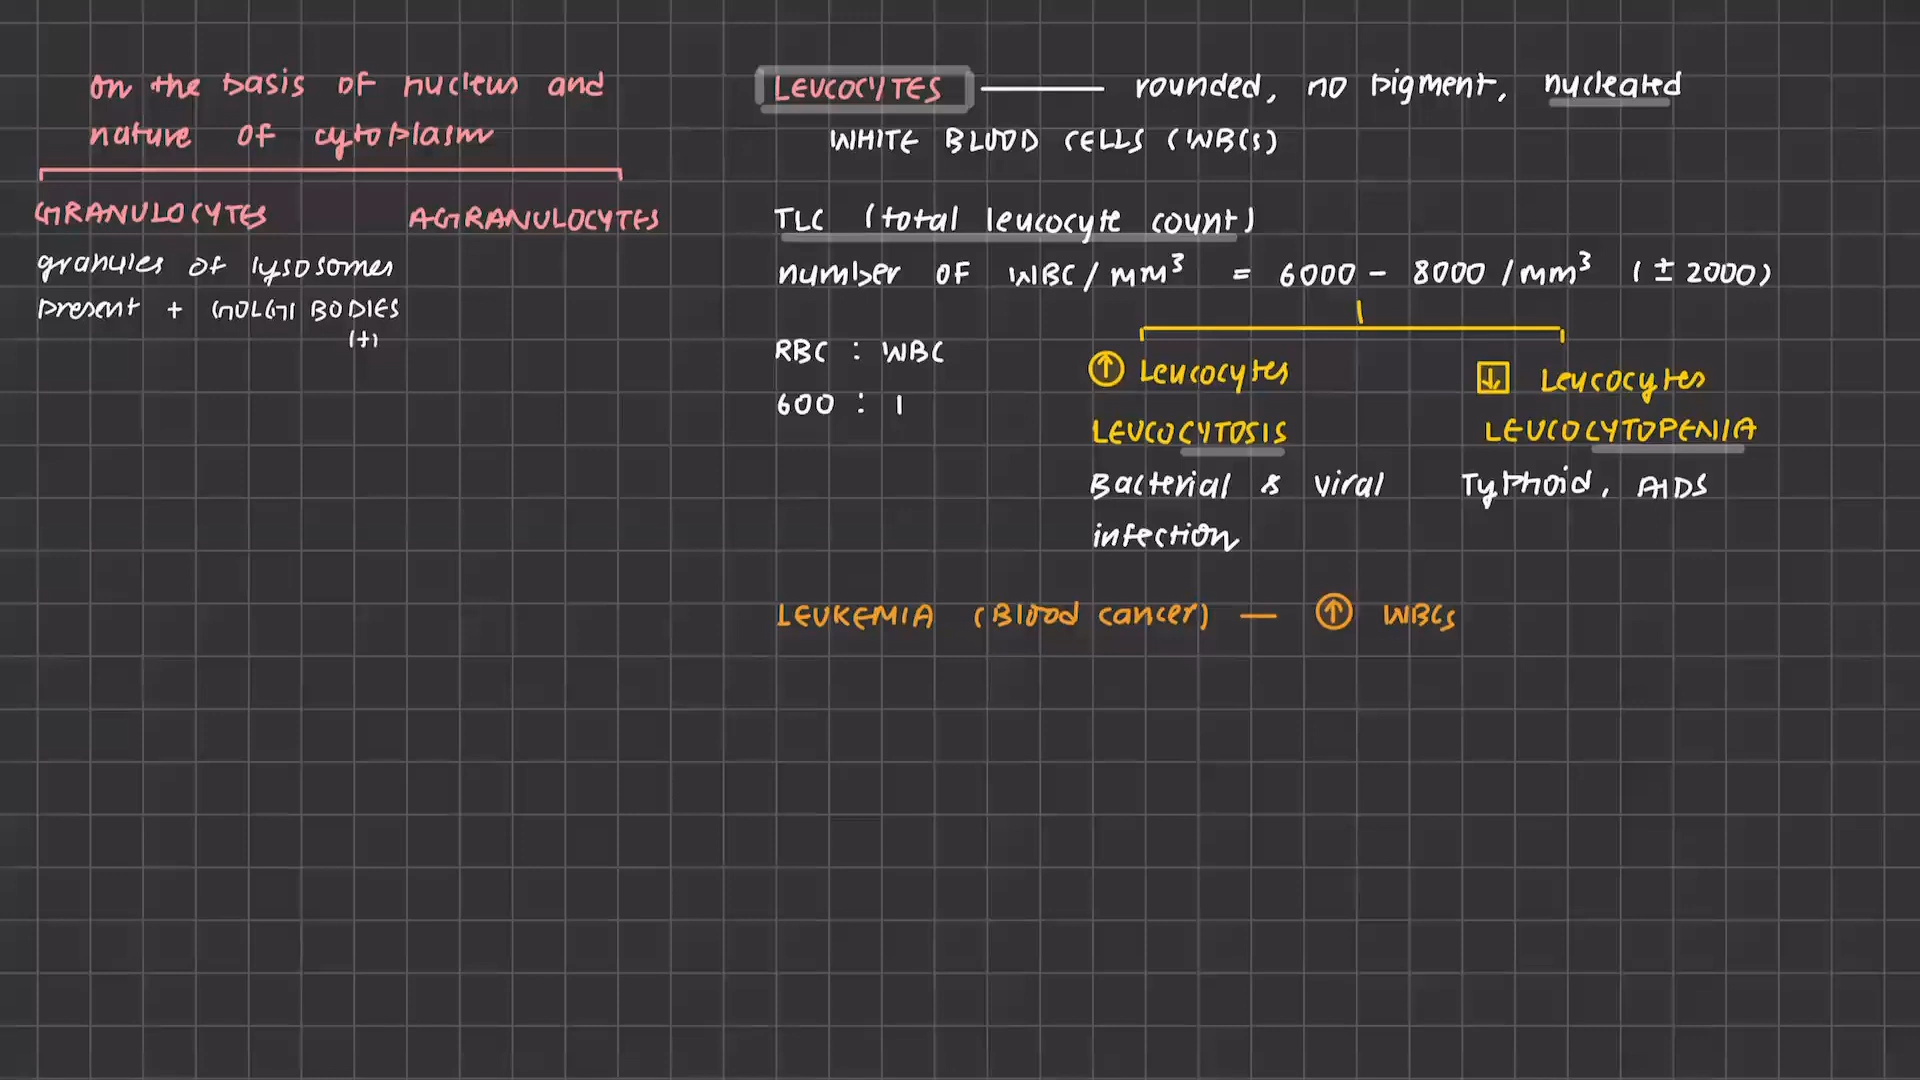 on the basis of nucleus and
nature of cytoplasm
GRANULOCYTES
AGRANULOCYTES
granules of lysosomes
present + GOLGI BODIES
(+)
LEUCOCYTES — rounded, no pigment, nucleated
WHITE BLOOD CELLS (WBCs)
TLC (total leucocyte count)
number of WBC/mm³ = 6000 - 8000/mm³ (± 2000)
RBC : WBC
600 : 1
↑ Leucocytes
LEUCOCYTOSIS
Bacterial & viral
infection
↓ Leucocytes
LEUCOCYTOPENIA
Typhoid, AIDS
LEUKEMIA (Blood cancer) — ↑ WBCs